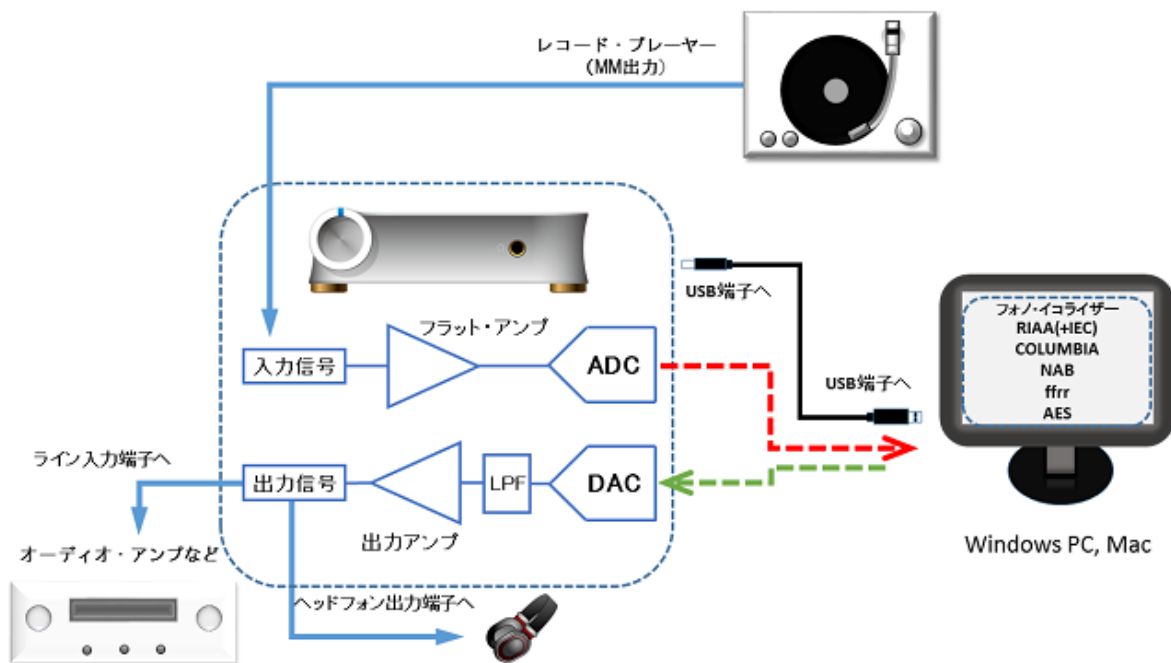 レコード・プレーヤー
(MM出力)
USB端子へ
フラット・アンプ
入力信号
ADC
USB端子へ
フォノ・イコライザー
RIAA(+IEC)
COLUMBIA
NAB
ffrr
AES
ライン入力端子へ
出力信号
LPF
DAC
出力アンプ
Windows PC, Mac
オーディオ・アンプなど
ヘッドフォン出力端子へ